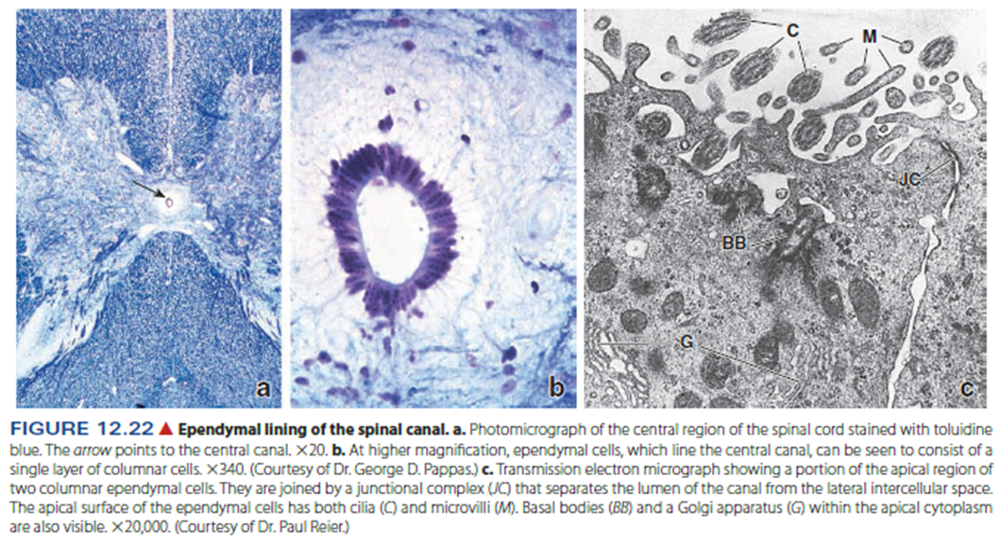 a
b
C
M
JC
BB
G
c
FIGURE 12.22 ▲ Ependymal lining of the spinal canal. a. Photomicrograph of the central region of the spinal cord stained with toluidine
blue. The arrow points to the central canal. ×20. b. At higher magnification, ependymal cells, which line the central canal, can be seen to consist of a
single layer of columnar cells. ×340. (Courtesy of Dr. George D. Pappas.) c. Transmission electron micrograph showing a portion of the apical region of
two columnar ependymal cells. They are joined by a junctional complex (JC) that separates the lumen of the canal from the lateral intercellular space.
The apical surface of the ependymal cells has both cilia (C) and microvilli (M). Basal bodies (BB) and a Golgi apparatus (G) within the apical cytoplasm
are also visible. ×20,000. (Courtesy of Dr. Paul Reier.)